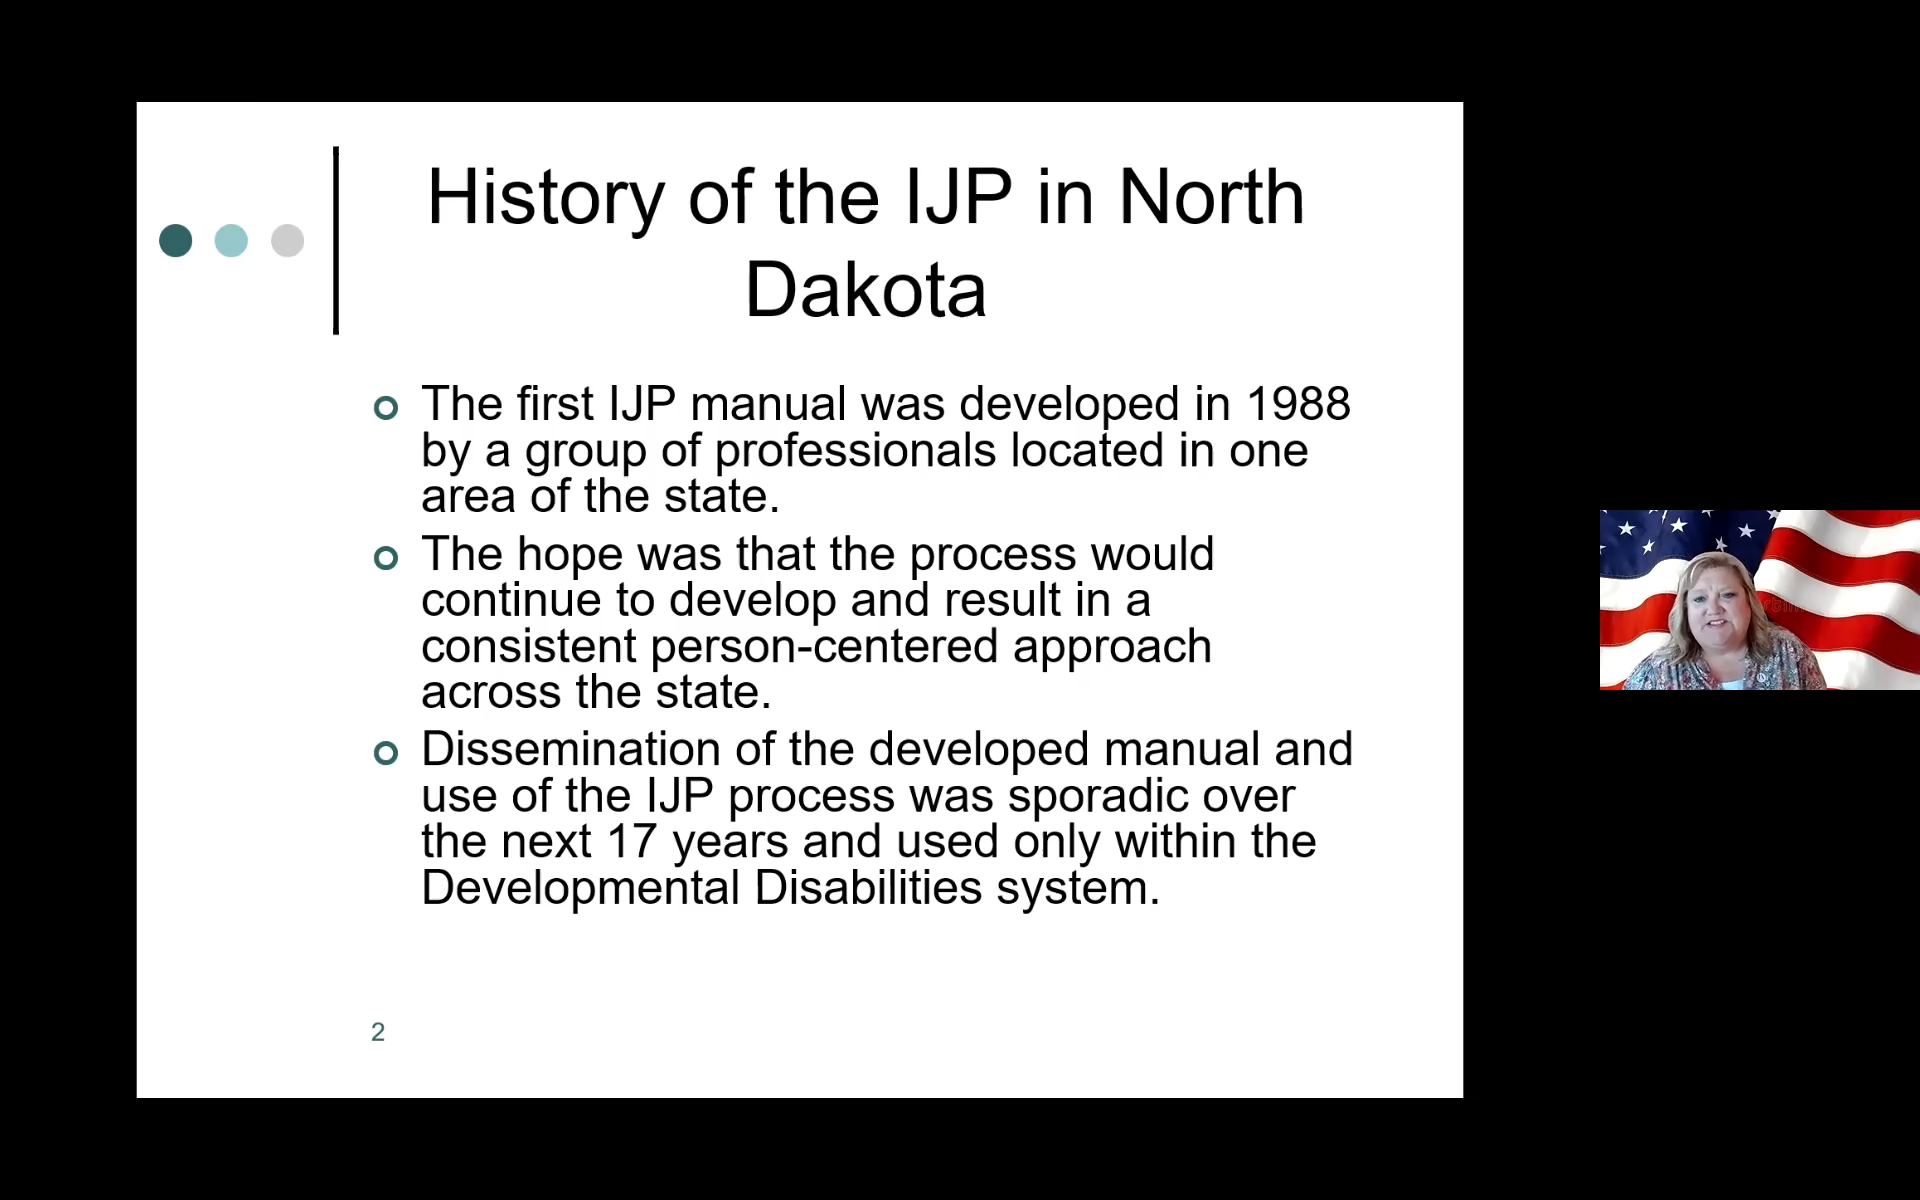 History of the IJP in North
Dakota
The first IJP manual was developed in 1988
by a group of professionals located in one
area of the state.
The hope was that the process would
continue to develop and result in a
consistent person-centered approach
across the state.
Dissemination of the developed manual and
use of the IJP process was sporadic over
the next 17 years and used only within the
Developmental Disabilities system.
2